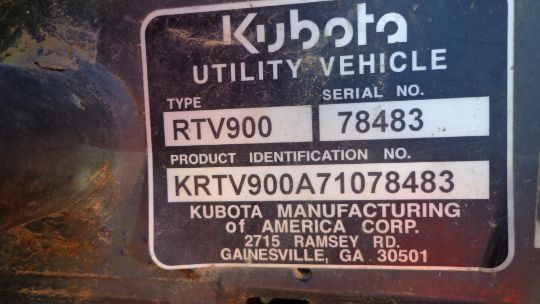 Kubota
UTILITY VEHICLE
TYPE SERIAL NO.
RTV900 78483
PRODUCT IDENTIFICATION NO.
KRTV900A71078483
KUBOTA MANUFACTURING
of AMERICA CORP.
2715 RAMSEY RD.
GAINESVILLE, GA 30501